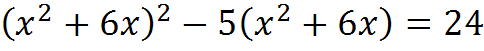 (x² + 6x)² − 5(x² + 6x) = 24